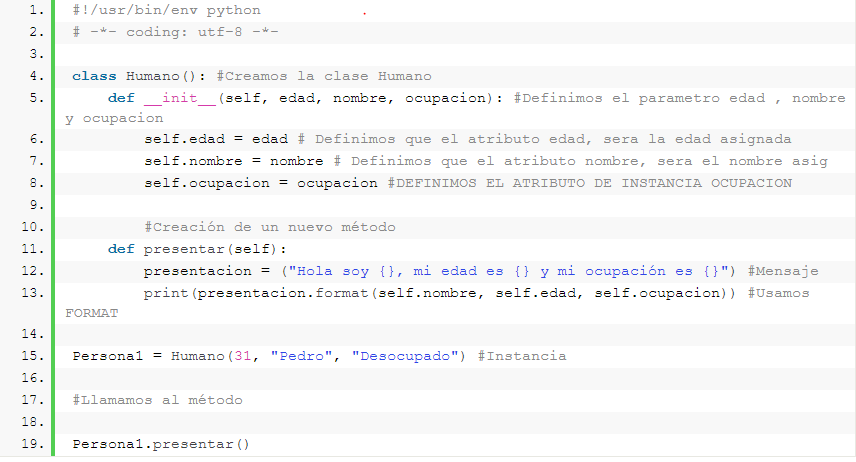 1. #!/usr/bin/env python .
2. # -*- coding: utf-8 -*-
3.
4. class Humano(): #Creamos la clase Humano
5. def __init__(self, edad, nombre, ocupacion): #Definimos el parametro edad , nombre
y ocupacion
6. self.edad = edad # Definimos que el atributo edad, sera la edad asignada
7. self.nombre = nombre # Definimos que el atributo nombre, sera el nombre asig
8. self.ocupacion = ocupacion #DEFINIMOS EL ATRIBUTO DE INSTANCIA OCUPACION
9.
10. #Creación de un nuevo método
11. def presentar(self):
12. presentacion = ("Hola soy {}, mi edad es {} y mi ocupación es {}") #Mensaje
13. print(presentacion.format(self.nombre, self.edad, self.ocupacion)) #Usamos
FORMAT
14.
15. Persona1 = Humano(31, "Pedro", "Desocupado") #Instancia
16.
17. #Llamamos al método
18.
19. Persona1.presentar()